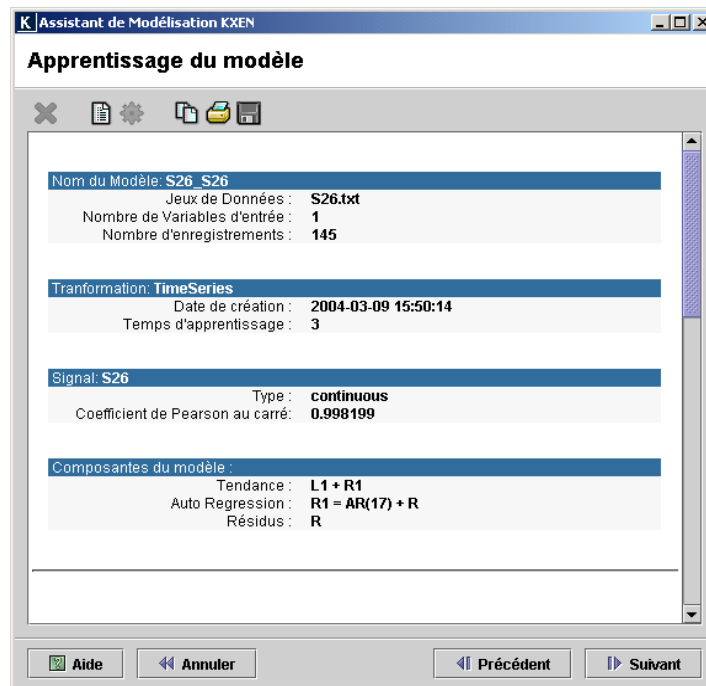 K Assistant de Modélisation KXEN
Apprentissage du modèle
Nom du Modèle: S26_S26
Jeux de Données : S26.txt
Nombre de Variables d'entrée : 1
Nombre d'enregistrements : 145
Tranformation: TimeSeries
Date de création : 2004-03-09 15:50:14
Temps d'apprentissage : 3
Signal: S26
Type : continuous
Coefficient de Pearson au carré: 0.998199
Composantes du modèle :
Tendance : L1 + R1
Auto Regression : R1 = AR(17) + R
Résidus : R
Aide Annuler Précédent Suivant